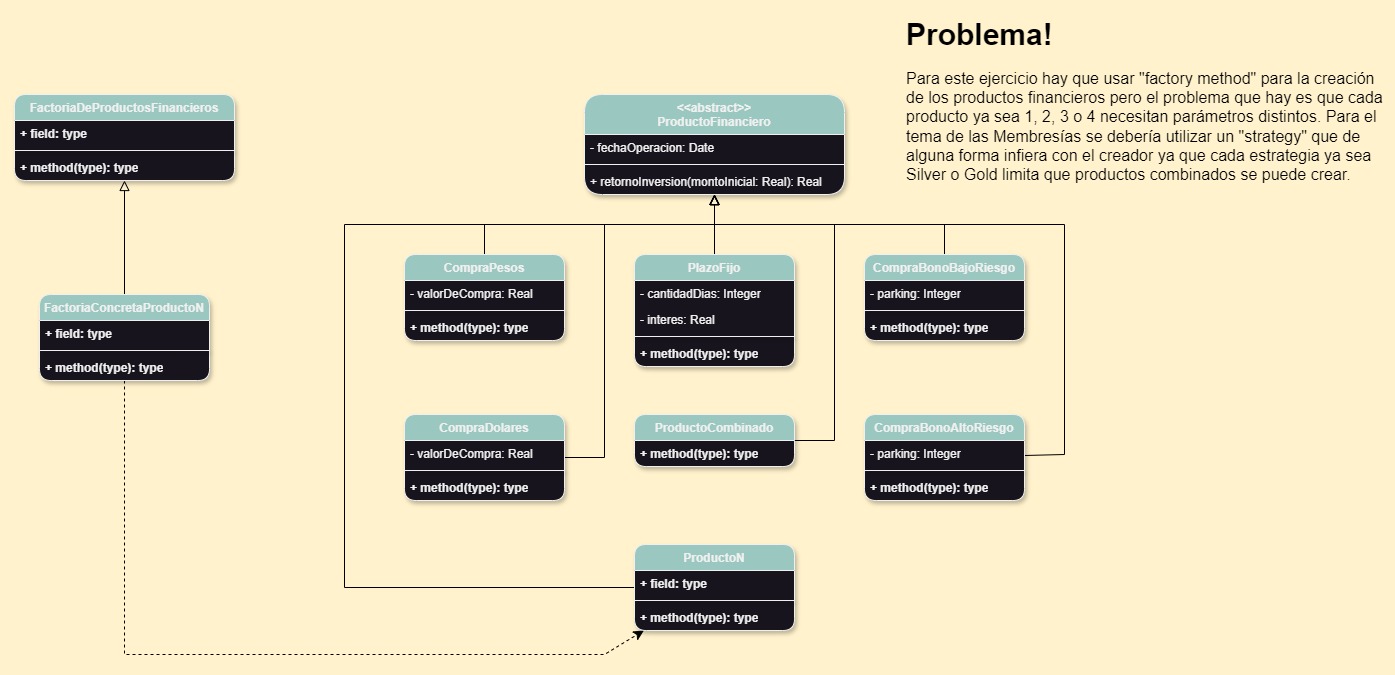 Problema!
Para este ejercicio hay que usar "factory method" para la creación
de los productos financieros pero el problema que hay es que cada
producto ya sea 1, 2, 3 o 4 necesitan parámetros distintos. Para el
tema de las Membresías se debería utilizar un "strategy" que de
alguna forma infiera con el creador ya que cada estrategia ya sea
Silver o Gold limita que productos combinados se puede crear.
FactoriaDeProductosFinancieros
+ field: type
+ method(type): type
<<abstract>>
ProductoFinanciero
- fechaOperacion: Date
+ retornoInversion(montoInicial: Real): Real
FactoriaConcretaProductoN
+ field: type
+ method(type): type
CompraPesos
- valorDeCompra: Real
+ method(type): type
PlazoFijo
- cantidadDias: Integer
- interes: Real
+ method(type): type
CompraBonoBajoRiesgo
- parking: Integer
+ method(type): type
CompraDolares
- valorDeCompra: Real
+ method(type): type
ProductoCombinado
+ method(type): type
CompraBonoAltoRiesgo
- parking: Integer
+ method(type): type
ProductoN
+ field: type
+ method(type): type